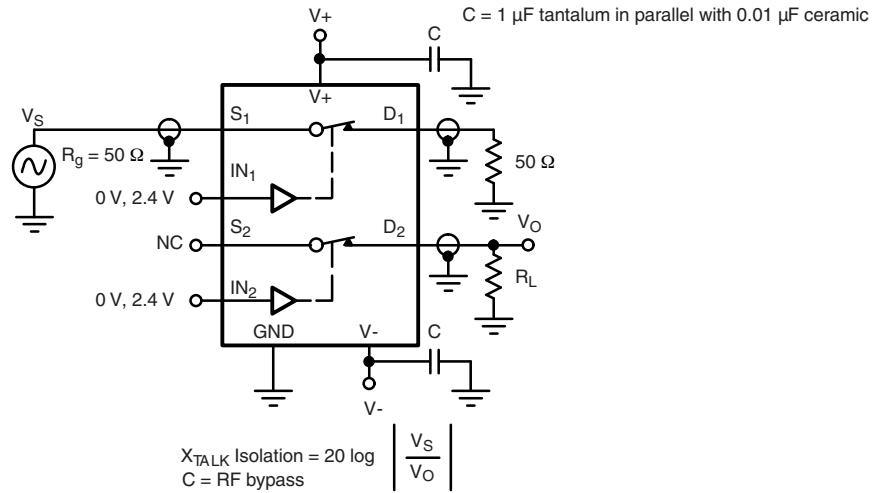 C = 1 µF tantalum in parallel with 0.01 µF ceramic
V+
C
V+
VS
S1
D1
Rg = 50 Ω
50 Ω
IN1
0 V, 2.4 V
S2
D2
VO
NC
RL
IN2
0 V, 2.4 V
GND
V-
C
V-
XTALK Isolation = 20 log | VS / VO |
C = RF bypass